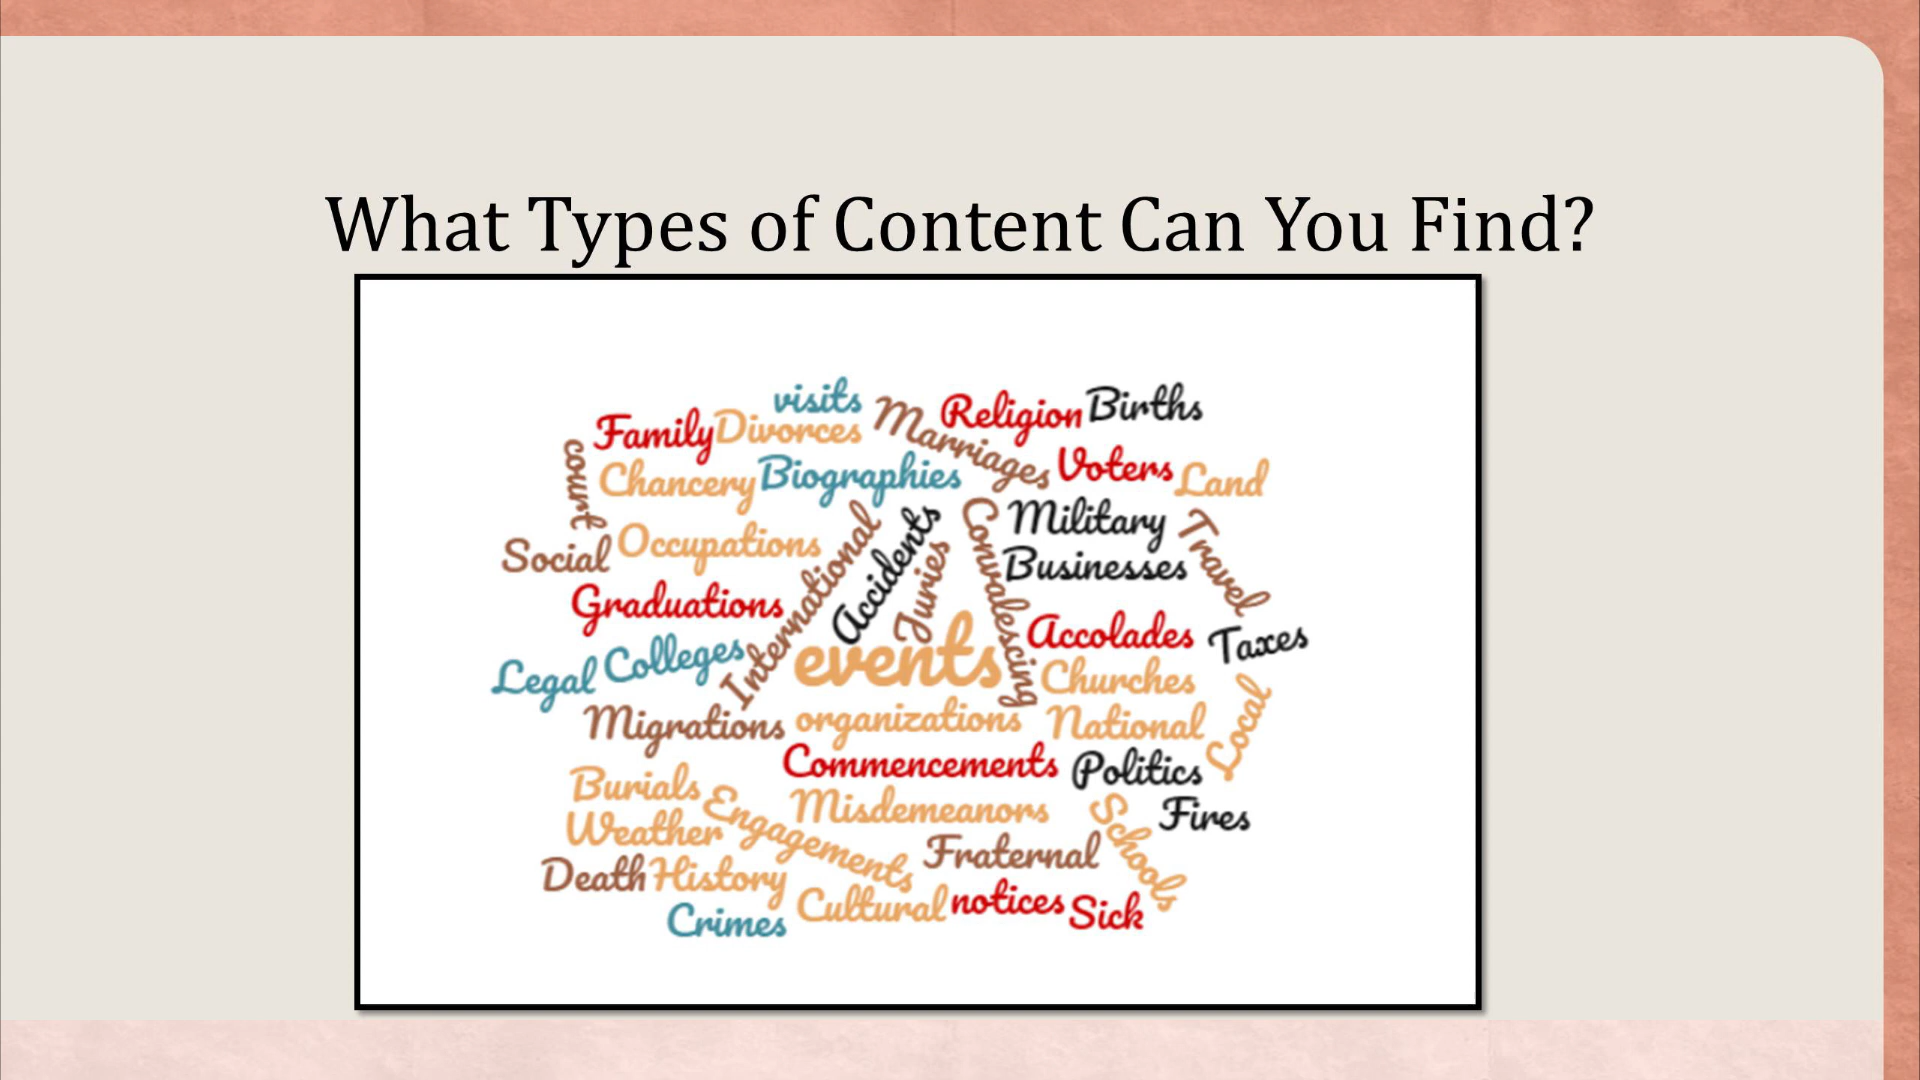 What Types of Content Can You Find?
visits
Religion
Births
Family
Divorces
Marriages
court
Chancery
Biographies
Voters
Land
Military
Travel
Social
Occupations
International
Accidents
Juries
Convalescing
Businesses
Graduations
events
Accolades
Taxes
Legal
Colleges
Churches
Local
Migrations
organizations
National
Commencements
Politics
Burials
Engagements
Misdemeanors
Schools
Fires
Weather
Fraternal
Death
History
Cultural
notices
Sick
Crimes